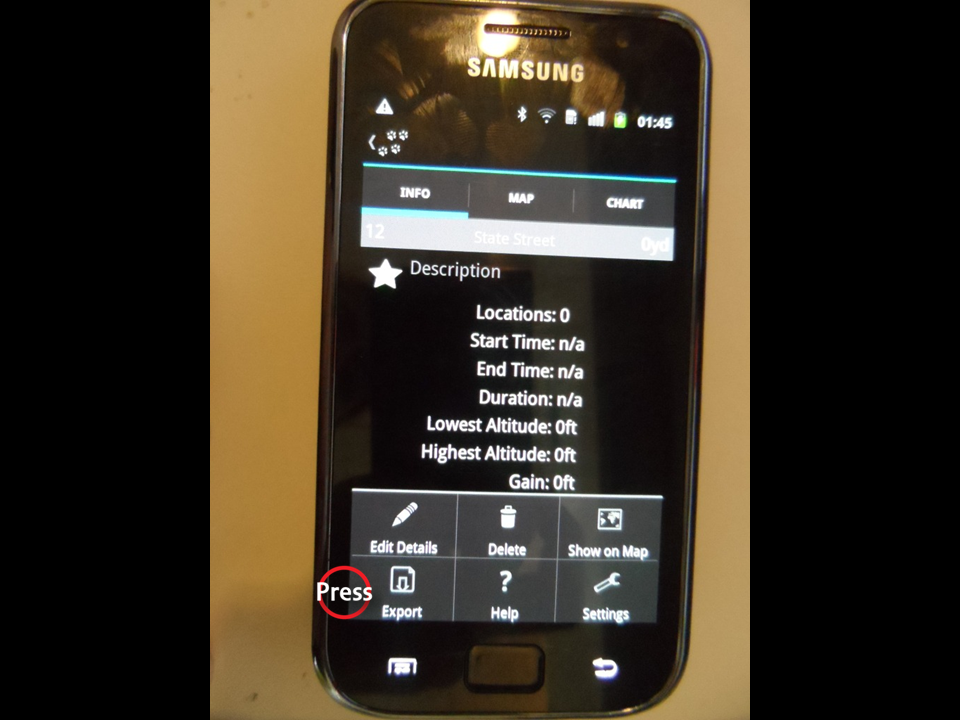 SAMSUNG
01:45
INFO MAP CHART
12 State Street 0yd
Description
Locations: 0
Start Time: n/a
End Time: n/a
Duration: n/a
Lowest Altitude: 0ft
Highest Altitude: 0ft
Gain: 0ft
Edit Details Delete Show on Map
Press
Export Help Settings